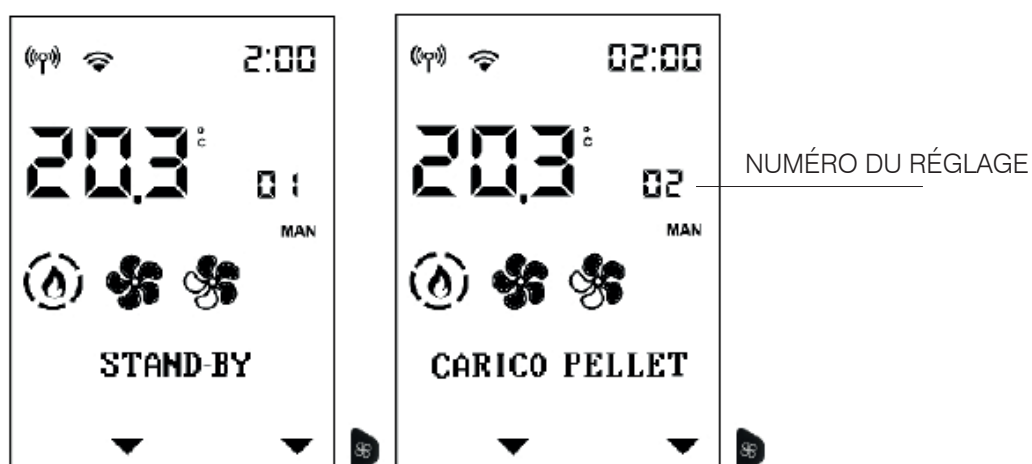 2:00
20.3 °C
01
MAN
STAND-BY
02:00
20.3 °C
02
NUMÉRO DU RÉGLAGE
MAN
CARICO PELLET